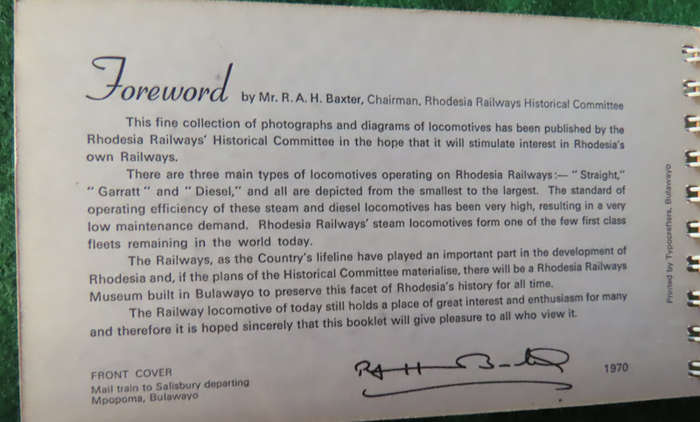 Foreword by Mr. R. A. H. Baxter, Chairman, Rhodesia Railways Historical Committee
This fine collection of photographs and diagrams of locomotives has been published by the
Rhodesia Railways' Historical Committee in the hope that it will stimulate interest in Rhodesia's
own Railways.
There are three main types of locomotives operating on Rhodesia Railways:— "Straight,"
"Garratt" and "Diesel," and all are depicted from the smallest to the largest. The standard of
operating efficiency of these steam and diesel locomotives has been very high, resulting in a very
low maintenance demand. Rhodesia Railways' steam locomotives form one of the few first class
fleets remaining in the world today.
The Railways, as the Country's lifeline have played an important part in the development of
Rhodesia and, if the plans of the Historical Committee materialise, there will be a Rhodesia Railways
Museum built in Bulawayo to preserve this facet of Rhodesia's history for all time.
The Railway locomotive of today still holds a place of great interest and enthusiasm for many
and therefore it is hoped sincerely that this booklet will give pleasure to all who view it.
FRONT COVER
Mail train to Salisbury departing
Mpopoma, Bulawayo
RAH Baxter
1970
Printed by Typocrafters, Bulawayo